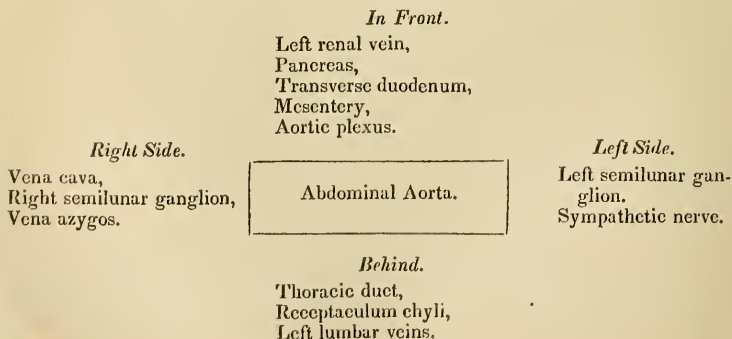 In Front.
Left renal vein,
Pancreas,
Transverse duodenum,
Mesentery,
Aortic plexus.
Right Side.
Vena cava,
Right semilunar ganglion,
Vena azygos.
Abdominal Aorta.
Left Side.
Left semilunar gan-
glion.
Sympathetic nerve.
Behind.
Thoracic duct,
Receptaculum chyli,
Left lumbar veins.